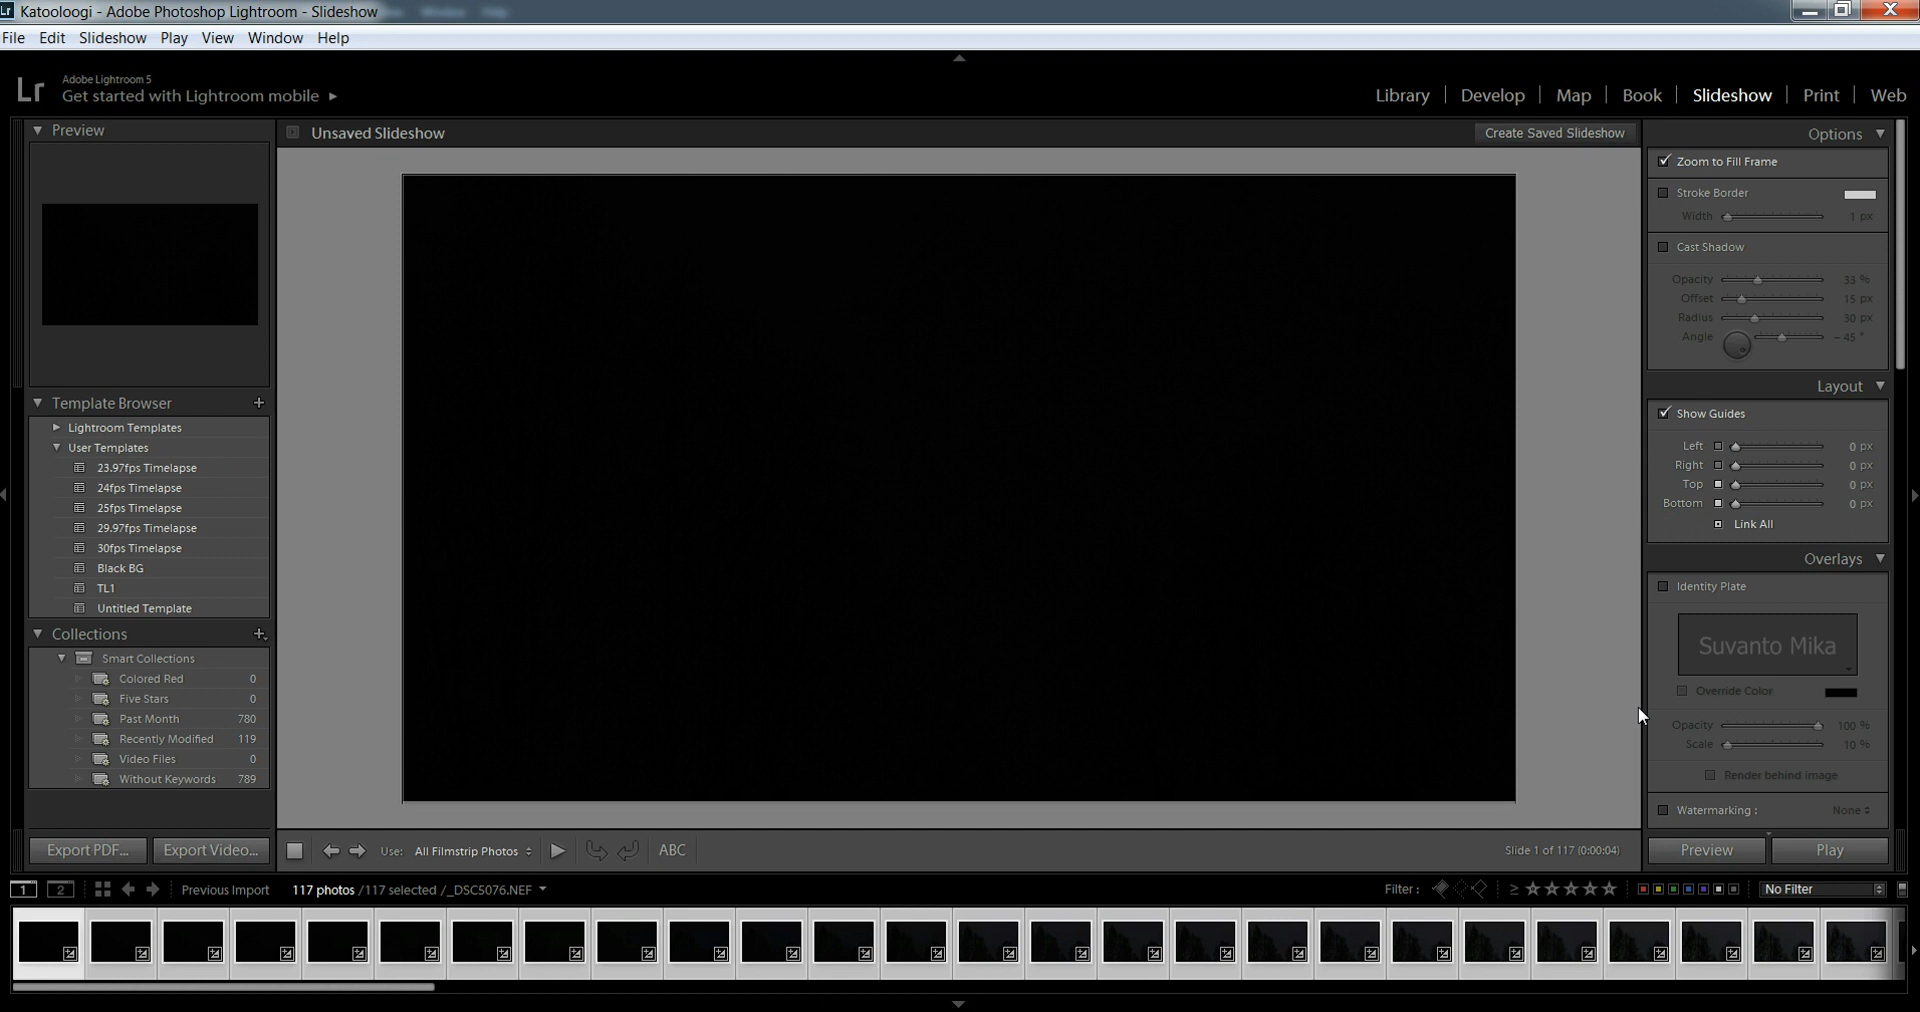 Katooloogi - Adobe Photoshop Lightroom - Slideshow
File Edit Slideshow Play View Window Help
Lr
Adobe Lightroom 5
Get started with Lightroom mobile
Library Develop Map Book Slideshow Print Web
Preview
Unsaved Slideshow
Create Saved Slideshow
Options
Zoom to Fill Frame
Stroke Border
Width 1 px
Cast Shadow
Opacity 33 %
Offset 15 px
Radius 30 px
Angle - 45 °
Template Browser
Lightroom Templates
User Templates
23.97fps Timelapse
24fps Timelapse
25fps Timelapse
29.97fps Timelapse
30fps Timelapse
Black BG
TL1
Untitled Template
Layout
Show Guides
Left 0 px
Right 0 px
Top 0 px
Bottom 0 px
Link All
Overlays
Identity Plate
Suvanto Mika
Override Color
Opacity 100 %
Scale 10 %
Render behind image
Watermarking : None
Collections
Smart Collections
Colored Red 0
Five Stars 0
Past Month 780
Recently Modified 119
Video Files 0
Without Keywords 789
Export PDF... Export Video...
Use: All Filmstrip Photos ABC Slide 1 of 117 (0:00:04)
Preview Play
1 2 Previous Import 117 photos /117 selected /_DSC5076.NEF Filter : ≥ No Filter